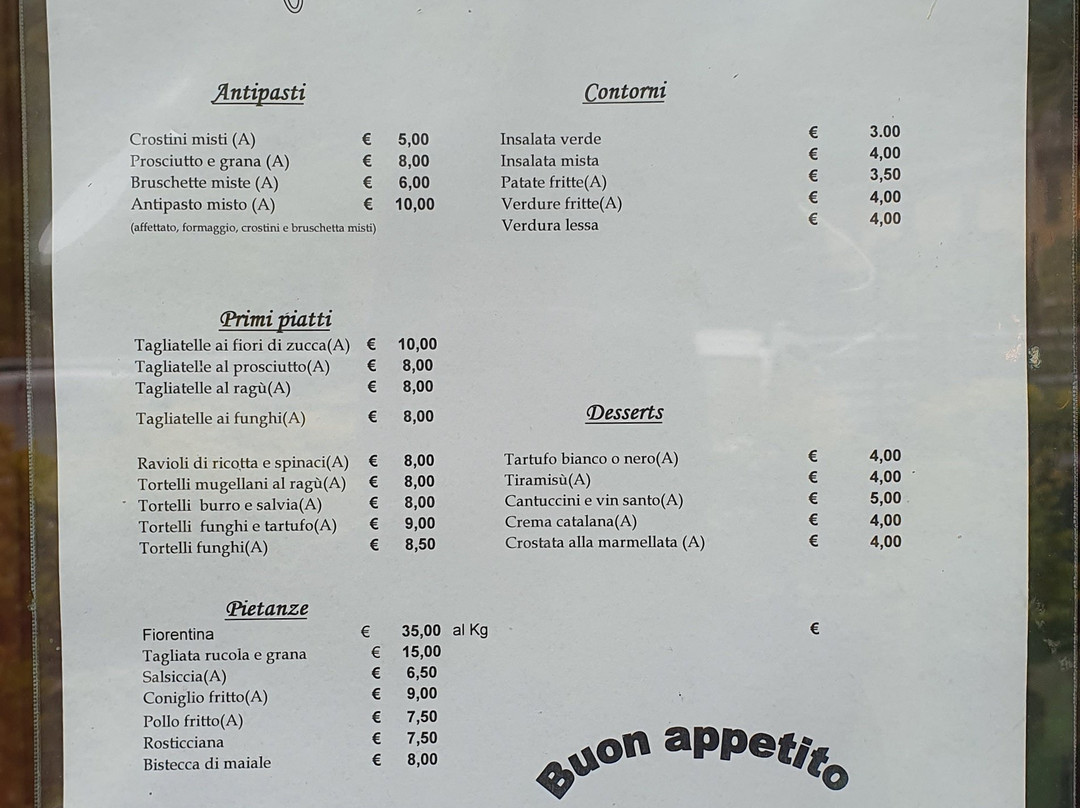 Antipasti
Crostini misti (A) € 5,00
Prosciutto e grana (A) € 8,00
Bruschette miste (A) € 6,00
Antipasto misto (A) € 10,00
(affettato, formaggio, crostini e bruschetta misti)
Contorni
Insalata verde € 3.00
Insalata mista € 4,00
Patate fritte(A) € 3,50
Verdure fritte(A) € 4,00
Verdura lessa € 4,00
Primi piatti
Tagliatelle ai fiori di zucca(A) € 10,00
Tagliatelle al prosciutto(A) € 8,00
Tagliatelle al ragù(A) € 8,00
Tagliatelle ai funghi(A) € 8,00
Ravioli di ricotta e spinaci(A) € 8,00
Tortelli mugellani al ragù(A) € 8,00
Tortelli burro e salvia(A) € 8,00
Tortelli funghi e tartufo(A) € 9,00
Tortelli funghi(A) € 8,50
Desserts
Tartufo bianco o nero(A) € 4,00
Tiramisù(A) € 4,00
Cantuccini e vin santo(A) € 5,00
Crema catalana(A) € 4,00
Crostata alla marmellata (A) € 4,00
Pietanze
Fiorentina € 35,00 al Kg
Tagliata rucola e grana € 15,00
Salsiccia(A) € 6,50
Coniglio fritto(A) € 9,00
Pollo fritto(A) € 7,50
Rosticciana € 7,50
Bistecca di maiale € 8,00
€
Buon appetito